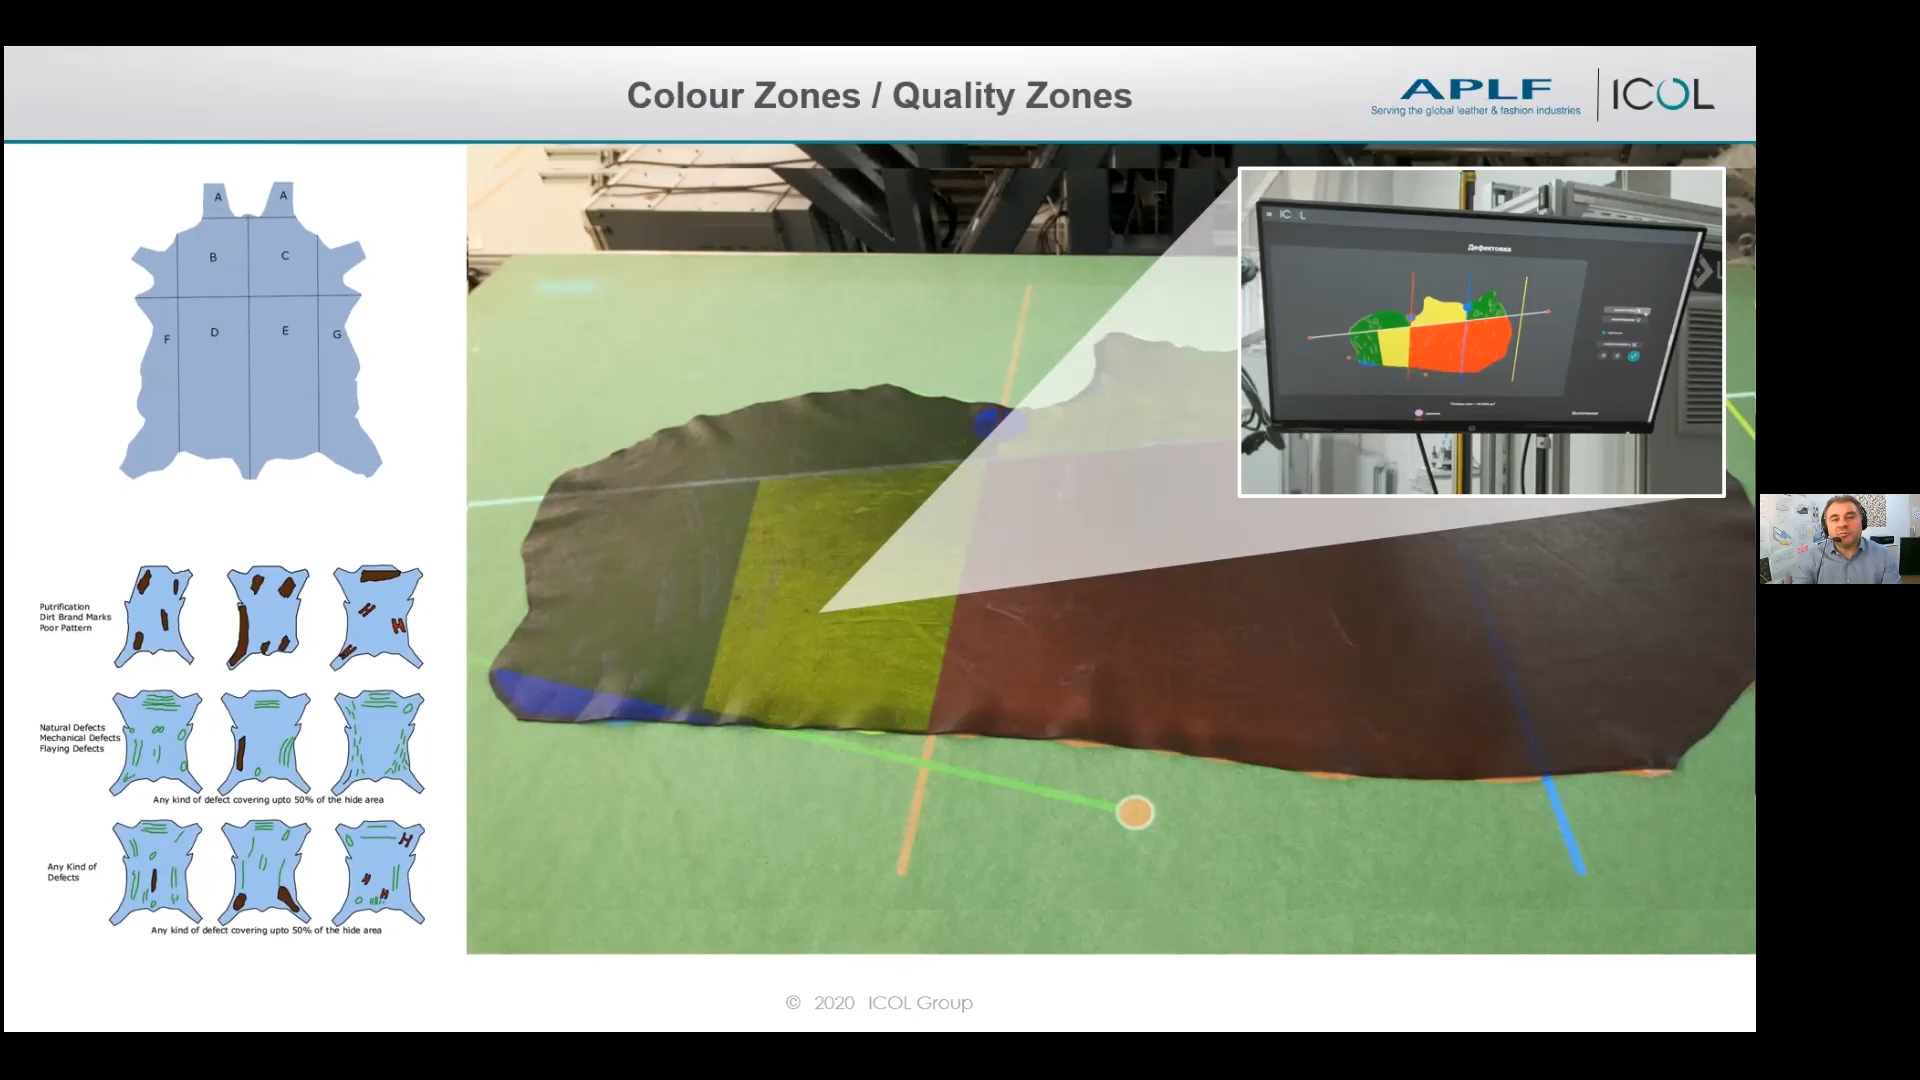 Colour Zones / Quality Zones
APLF
Serving the global leather & fashion industries
ICOL
A
A
B
C
D
E
F
G
ICOL
Дефектовка
Putrification
Dirt Brand Marks
Poor Pattern
Natural Defects
Mechanical Defects
Flaying Defects
Any kind of defect covering upto 50% of the hide area
Any Kind of
Defects
Any kind of defect covering upto 50% of the hide area
© 2020 ICOL Group